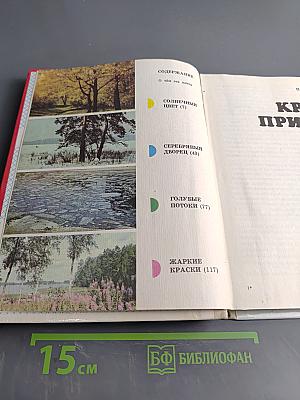 СОДЕРЖАНИЕ
СОЛНЕЧНЫЙ
ЦВЕТ (7)
СЕРЕБРЯНЫЙ
ДВОРЕЦ (43)
ГОЛУБЫЕ
ПОТОКИ (77)
ЖАРКИЕ
КРАСКИ (117)
КР
ПРИ
15 см
БФ БИБЛИОФАН